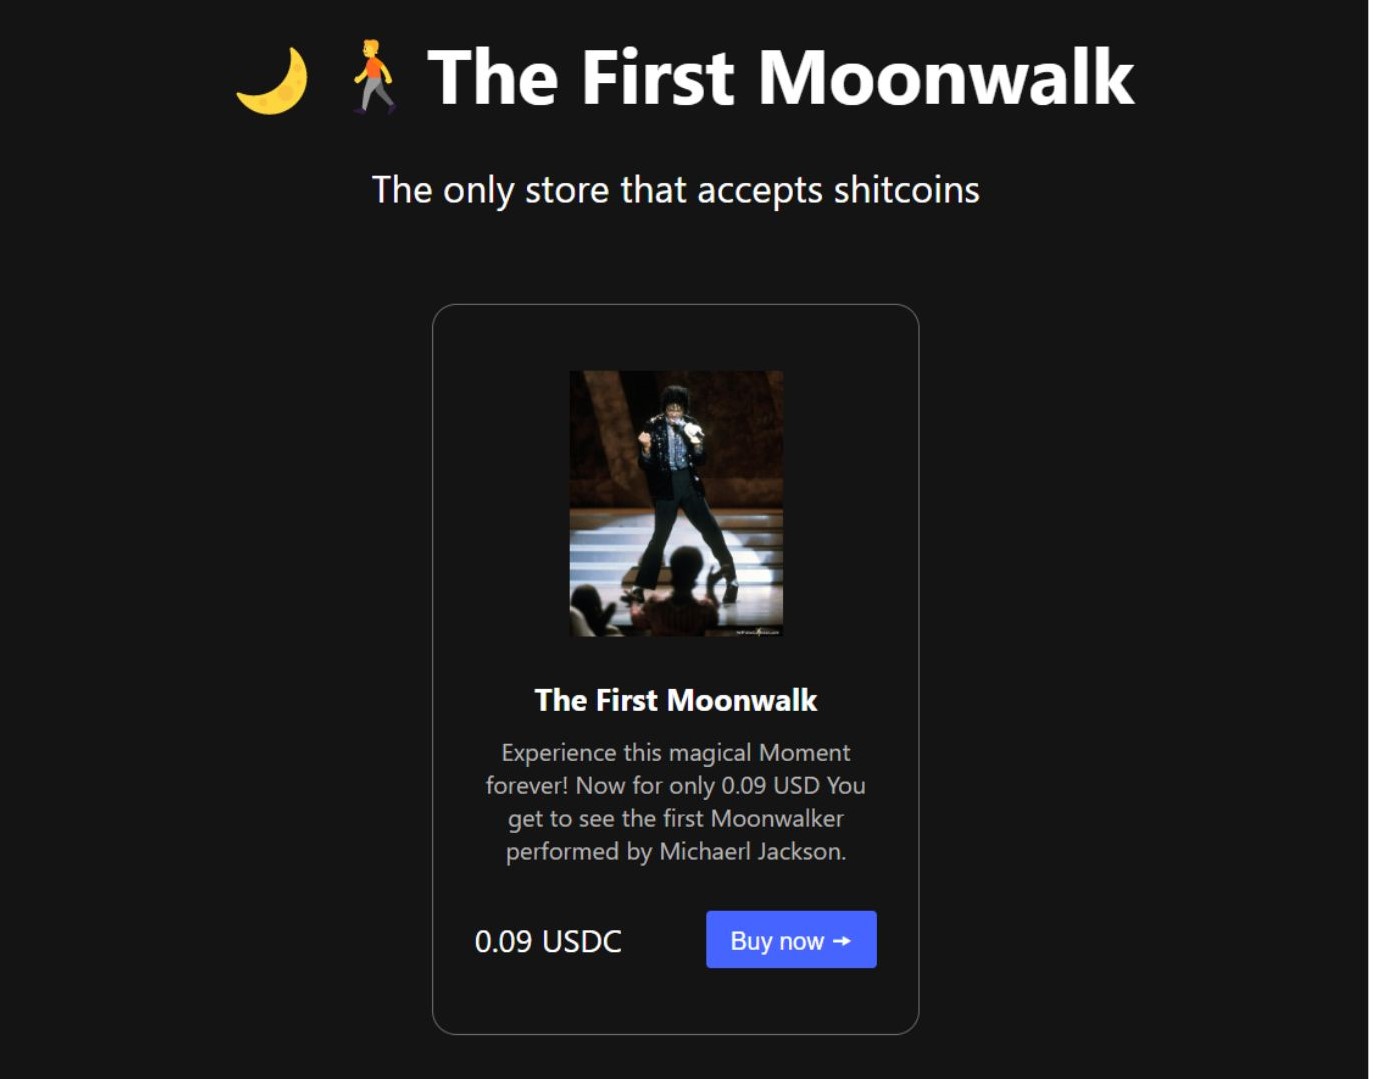 The First Moonwalk
The only store that accepts shitcoins
The First Moonwalk
Experience this magical Moment
forever! Now for only 0.09 USD You
get to see the first Moonwalker
performed by Michaerl Jackson.
0.09 USDC
Buy now →